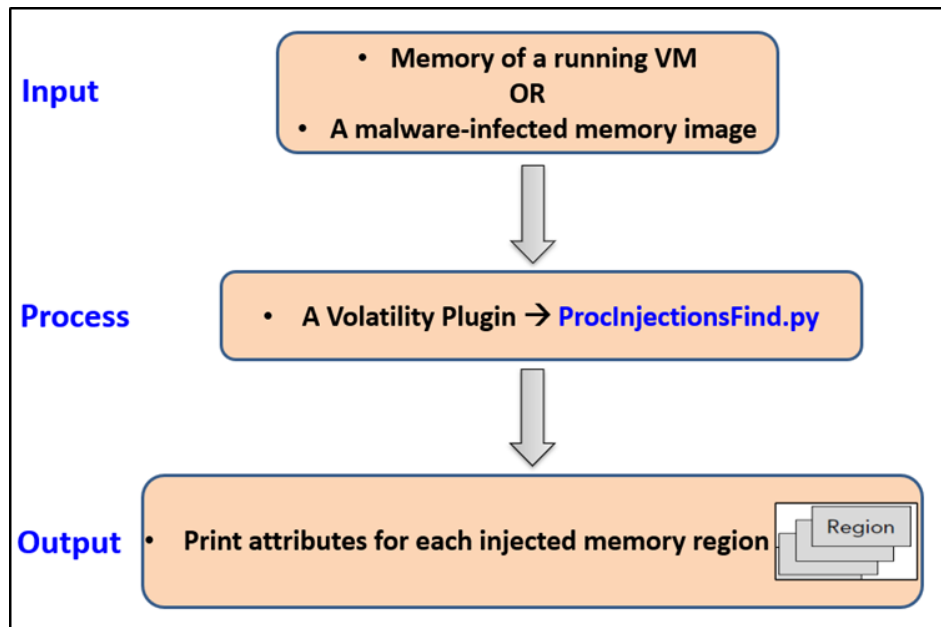 Input
• Memory of a running VM
OR
• A malware-infected memory image
Process
• A Volatility Plugin → ProcInjectionsFind.py
Output
• Print attributes for each injected memory region
Region